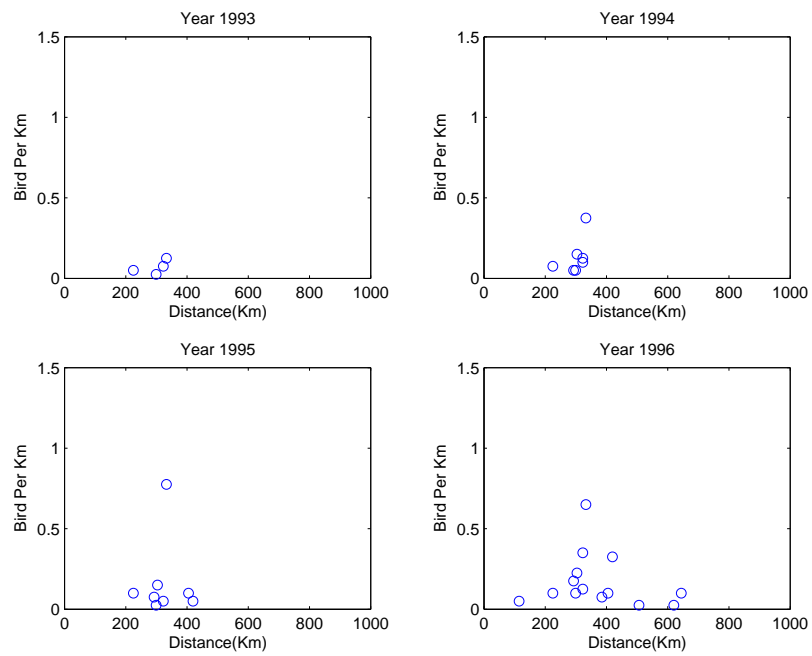 Year 1993
1.5
1
0.5
0
Bird Per Km
0 200 400 600 800 1000
Distance(Km)
Year 1994
1.5
1
0.5
0
Bird Per Km
0 200 400 600 800 1000
Distance(Km)
Year 1995
1.5
1
0.5
0
Bird Per Km
0 200 400 600 800 1000
Distance(Km)
Year 1996
1.5
1
0.5
0
Bird Per Km
0 200 400 600 800 1000
Distance(Km)